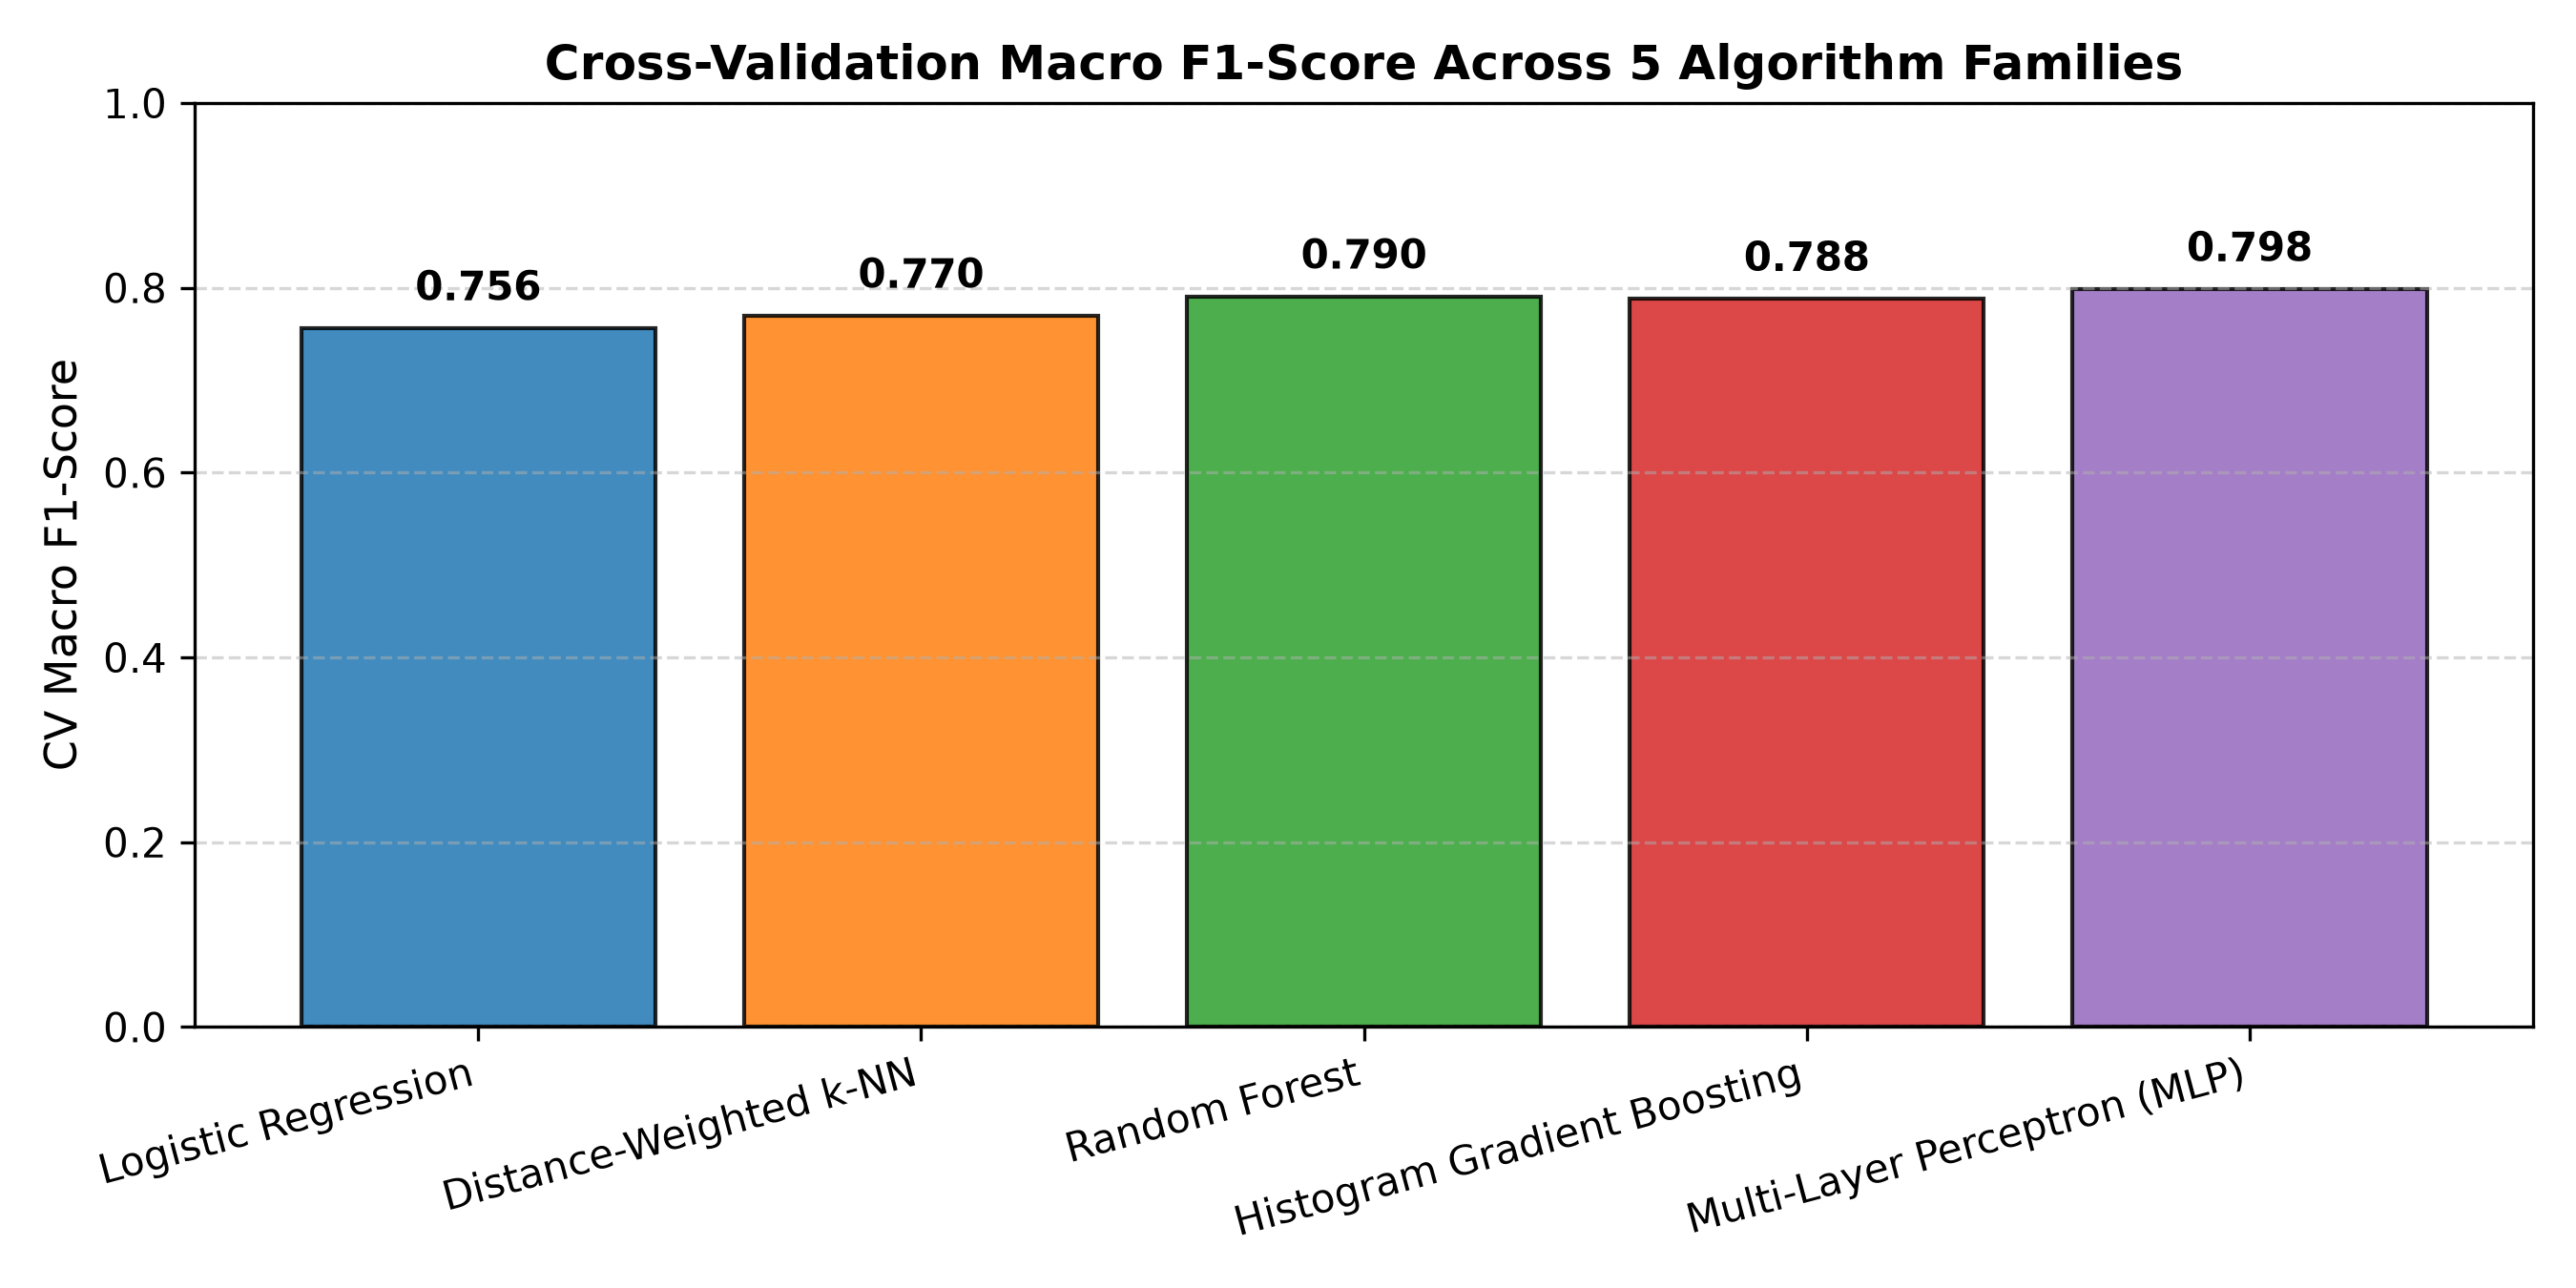 Cross-Validation Macro F1-Score Across 5 Algorithm Families
CV Macro F1-Score
1.0
0.8
0.6
0.4
0.2
0.0
0.756
0.770
0.790
0.788
0.798
Logistic Regression
Distance-Weighted k-NN
Random Forest
Histogram Gradient Boosting
Multi-Layer Perceptron (MLP)